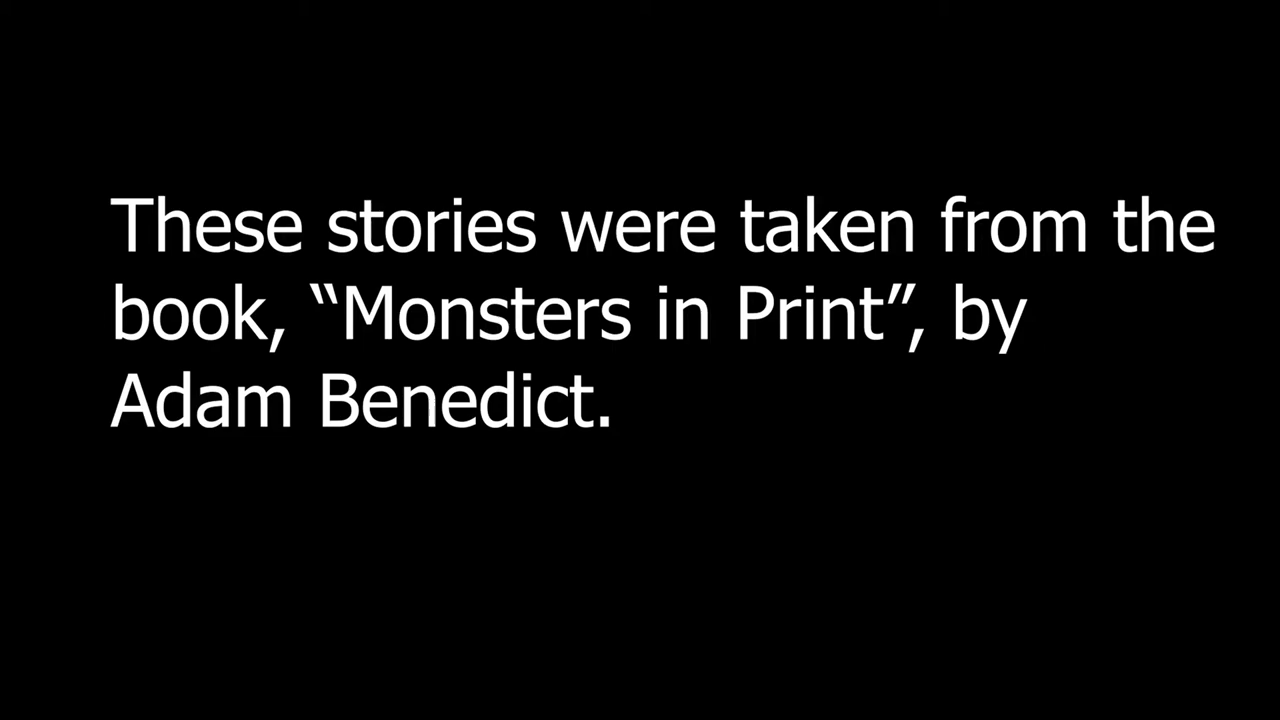 These stories were taken from the
book, “Monsters in Print”, by
Adam Benedict.